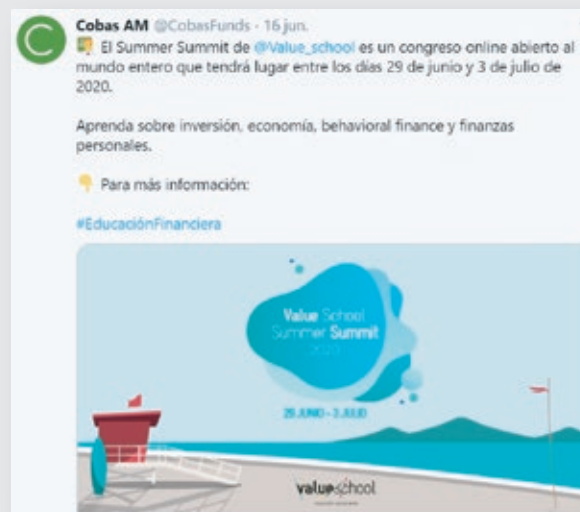 Cobas AM @CobasFunds · 16 jun.
El Summer Summit de @Value_school es un congreso online abierto al
mundo entero que tendrá lugar entre los días 29 de junio y 3 de julio de
2020.
Aprenda sobre inversión, economía, behavioral finance y finanzas
personales.
Para más información:
#EducaciónFinanciera
Value School
Summer Summit
2020
29 JUNIO - 3 JULIO
valueschool